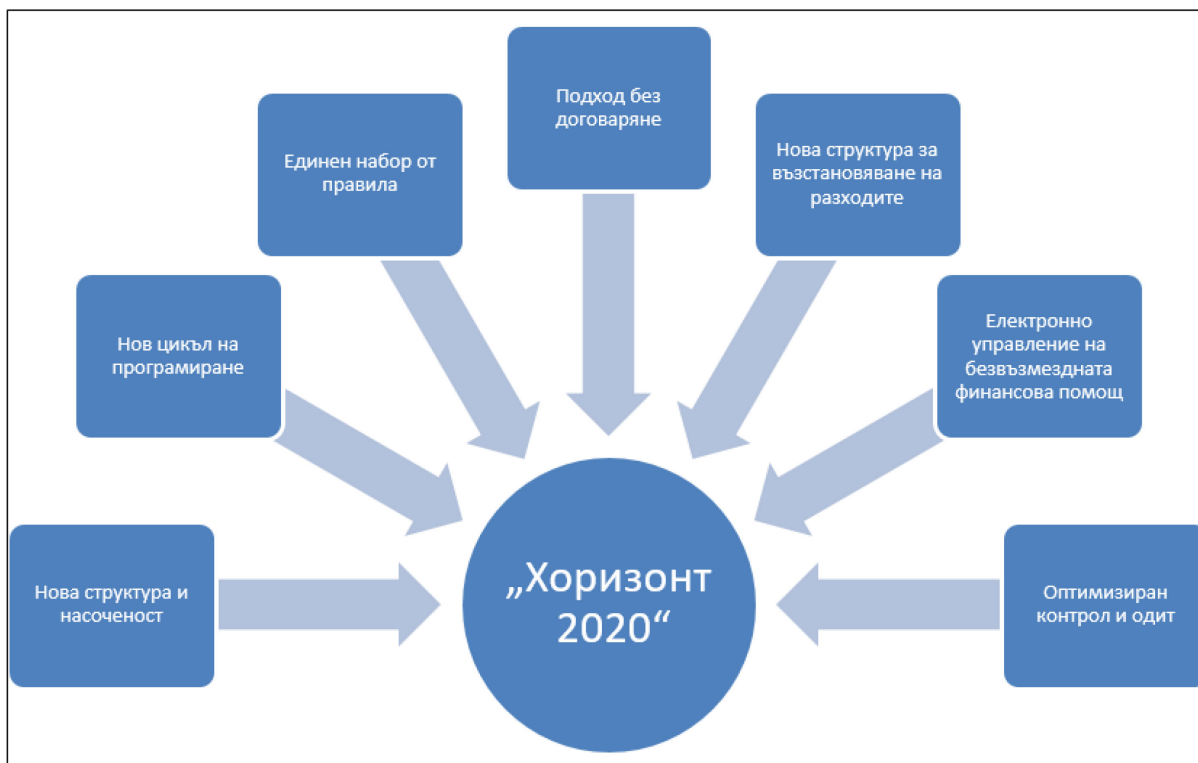 Подход без
договаряне
Единен набор от
правила
Нова структура за
възстановяване на
разходите
Нов цикъл на
програмиране
Електронно
управление на
безвъзмездната
финансова помощ
Нова структура и
насоченост
„Хоризонт
2020“
Оптимизиран
контрол и одит